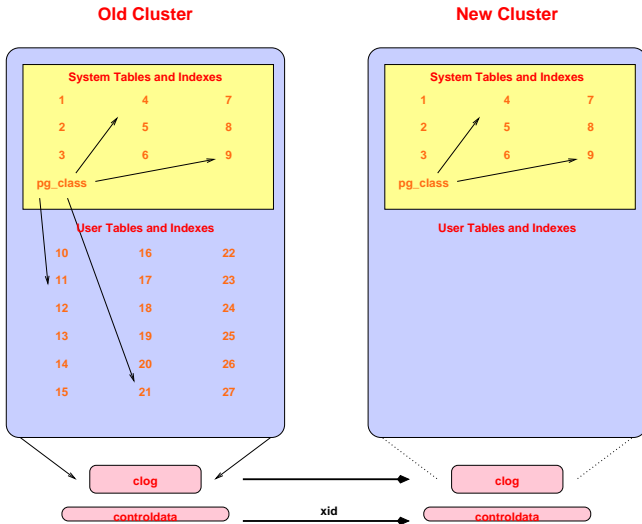 Old Cluster
New Cluster
System Tables and Indexes
1 4 7
2 5 8
3 6 9
pg_class
User Tables and Indexes
10 16 22
11 17 23
12 18 24
13 19 25
14 20 26
15 21 27
System Tables and Indexes
1 4 7
2 5 8
3 6 9
pg_class
User Tables and Indexes
clog
clog
xid
controldata
controldata